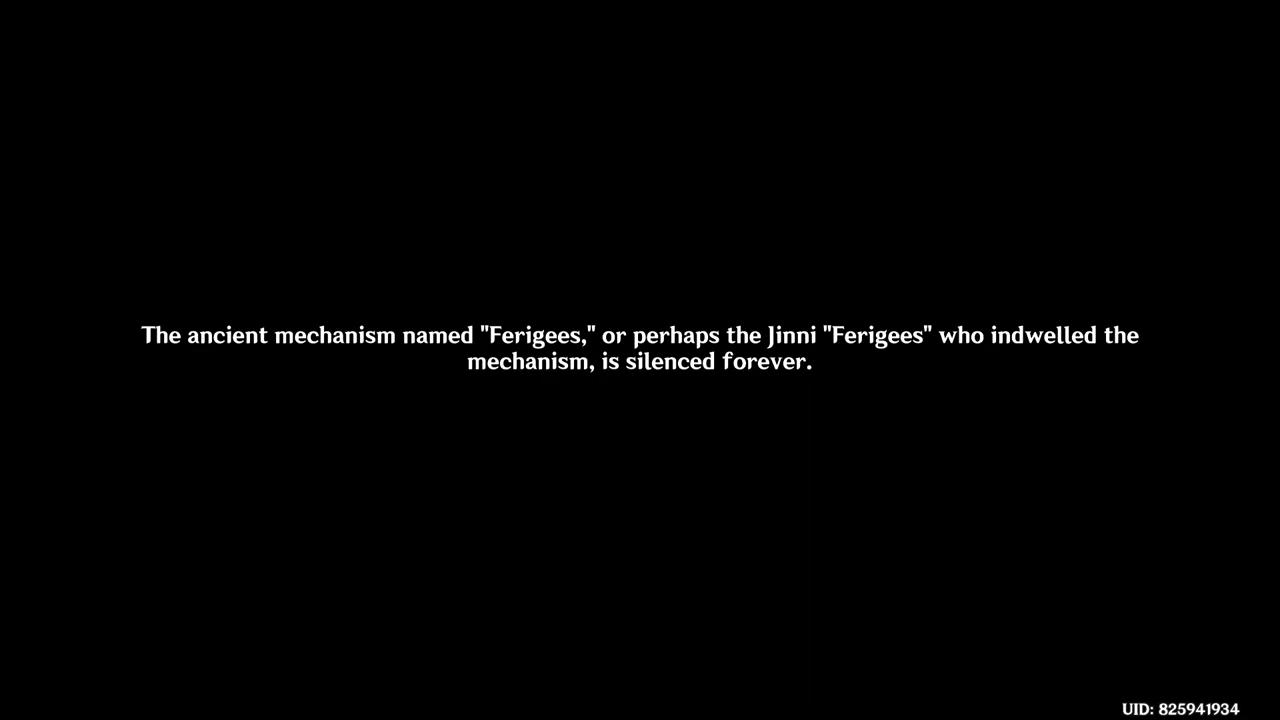 The ancient mechanism named "Ferigees," or perhaps the Jinni "Ferigees" who indwelled the
mechanism, is silenced forever.
UID: 825941934